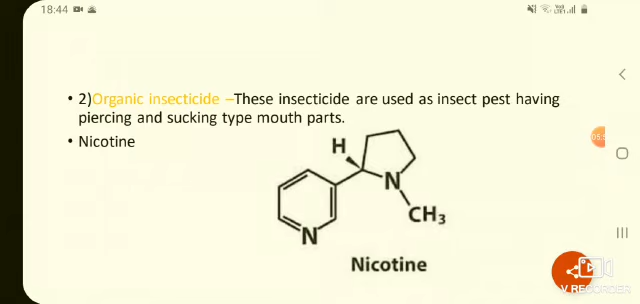 18:44
• 2)Organic insecticide –These insecticide are used as insect pest having
piercing and sucking type mouth parts.
• Nicotine
H
N
CH3
N
Nicotine
V RECORDER